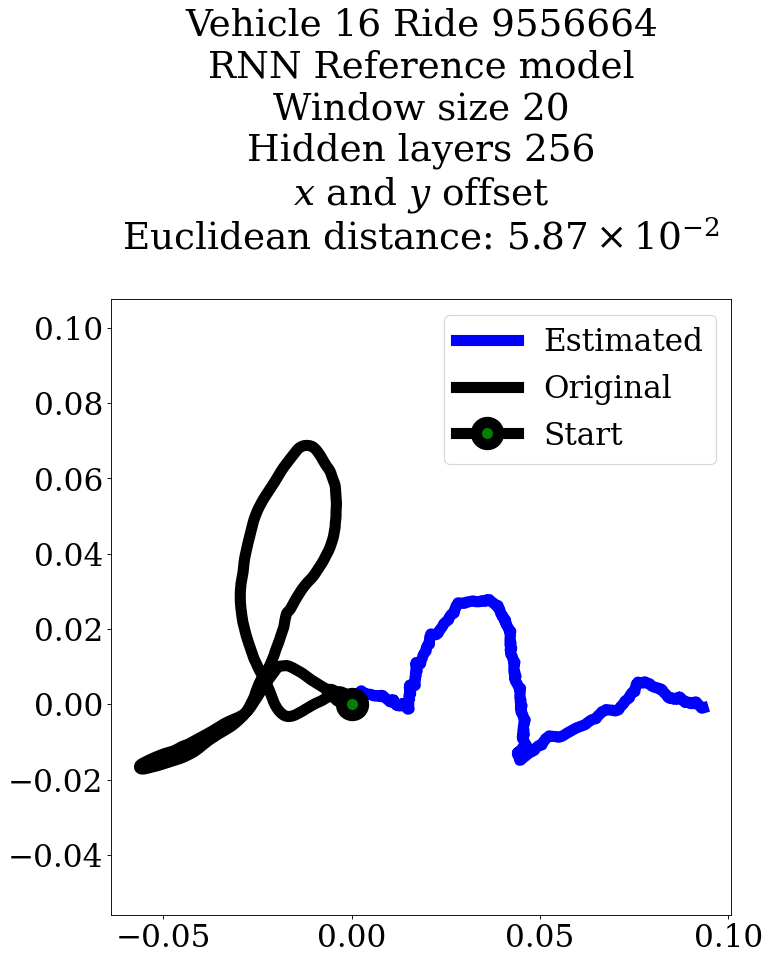 Vehicle 16 Ride 9556664
RNN Reference model
Window size 20
Hidden layers 256
x and y offset
Euclidean distance: 5.87 × 10⁻²
Estimated
Original
Start
0.10
0.08
0.06
0.04
0.02
0.00
−0.02
−0.04
−0.05 0.00 0.05 0.10